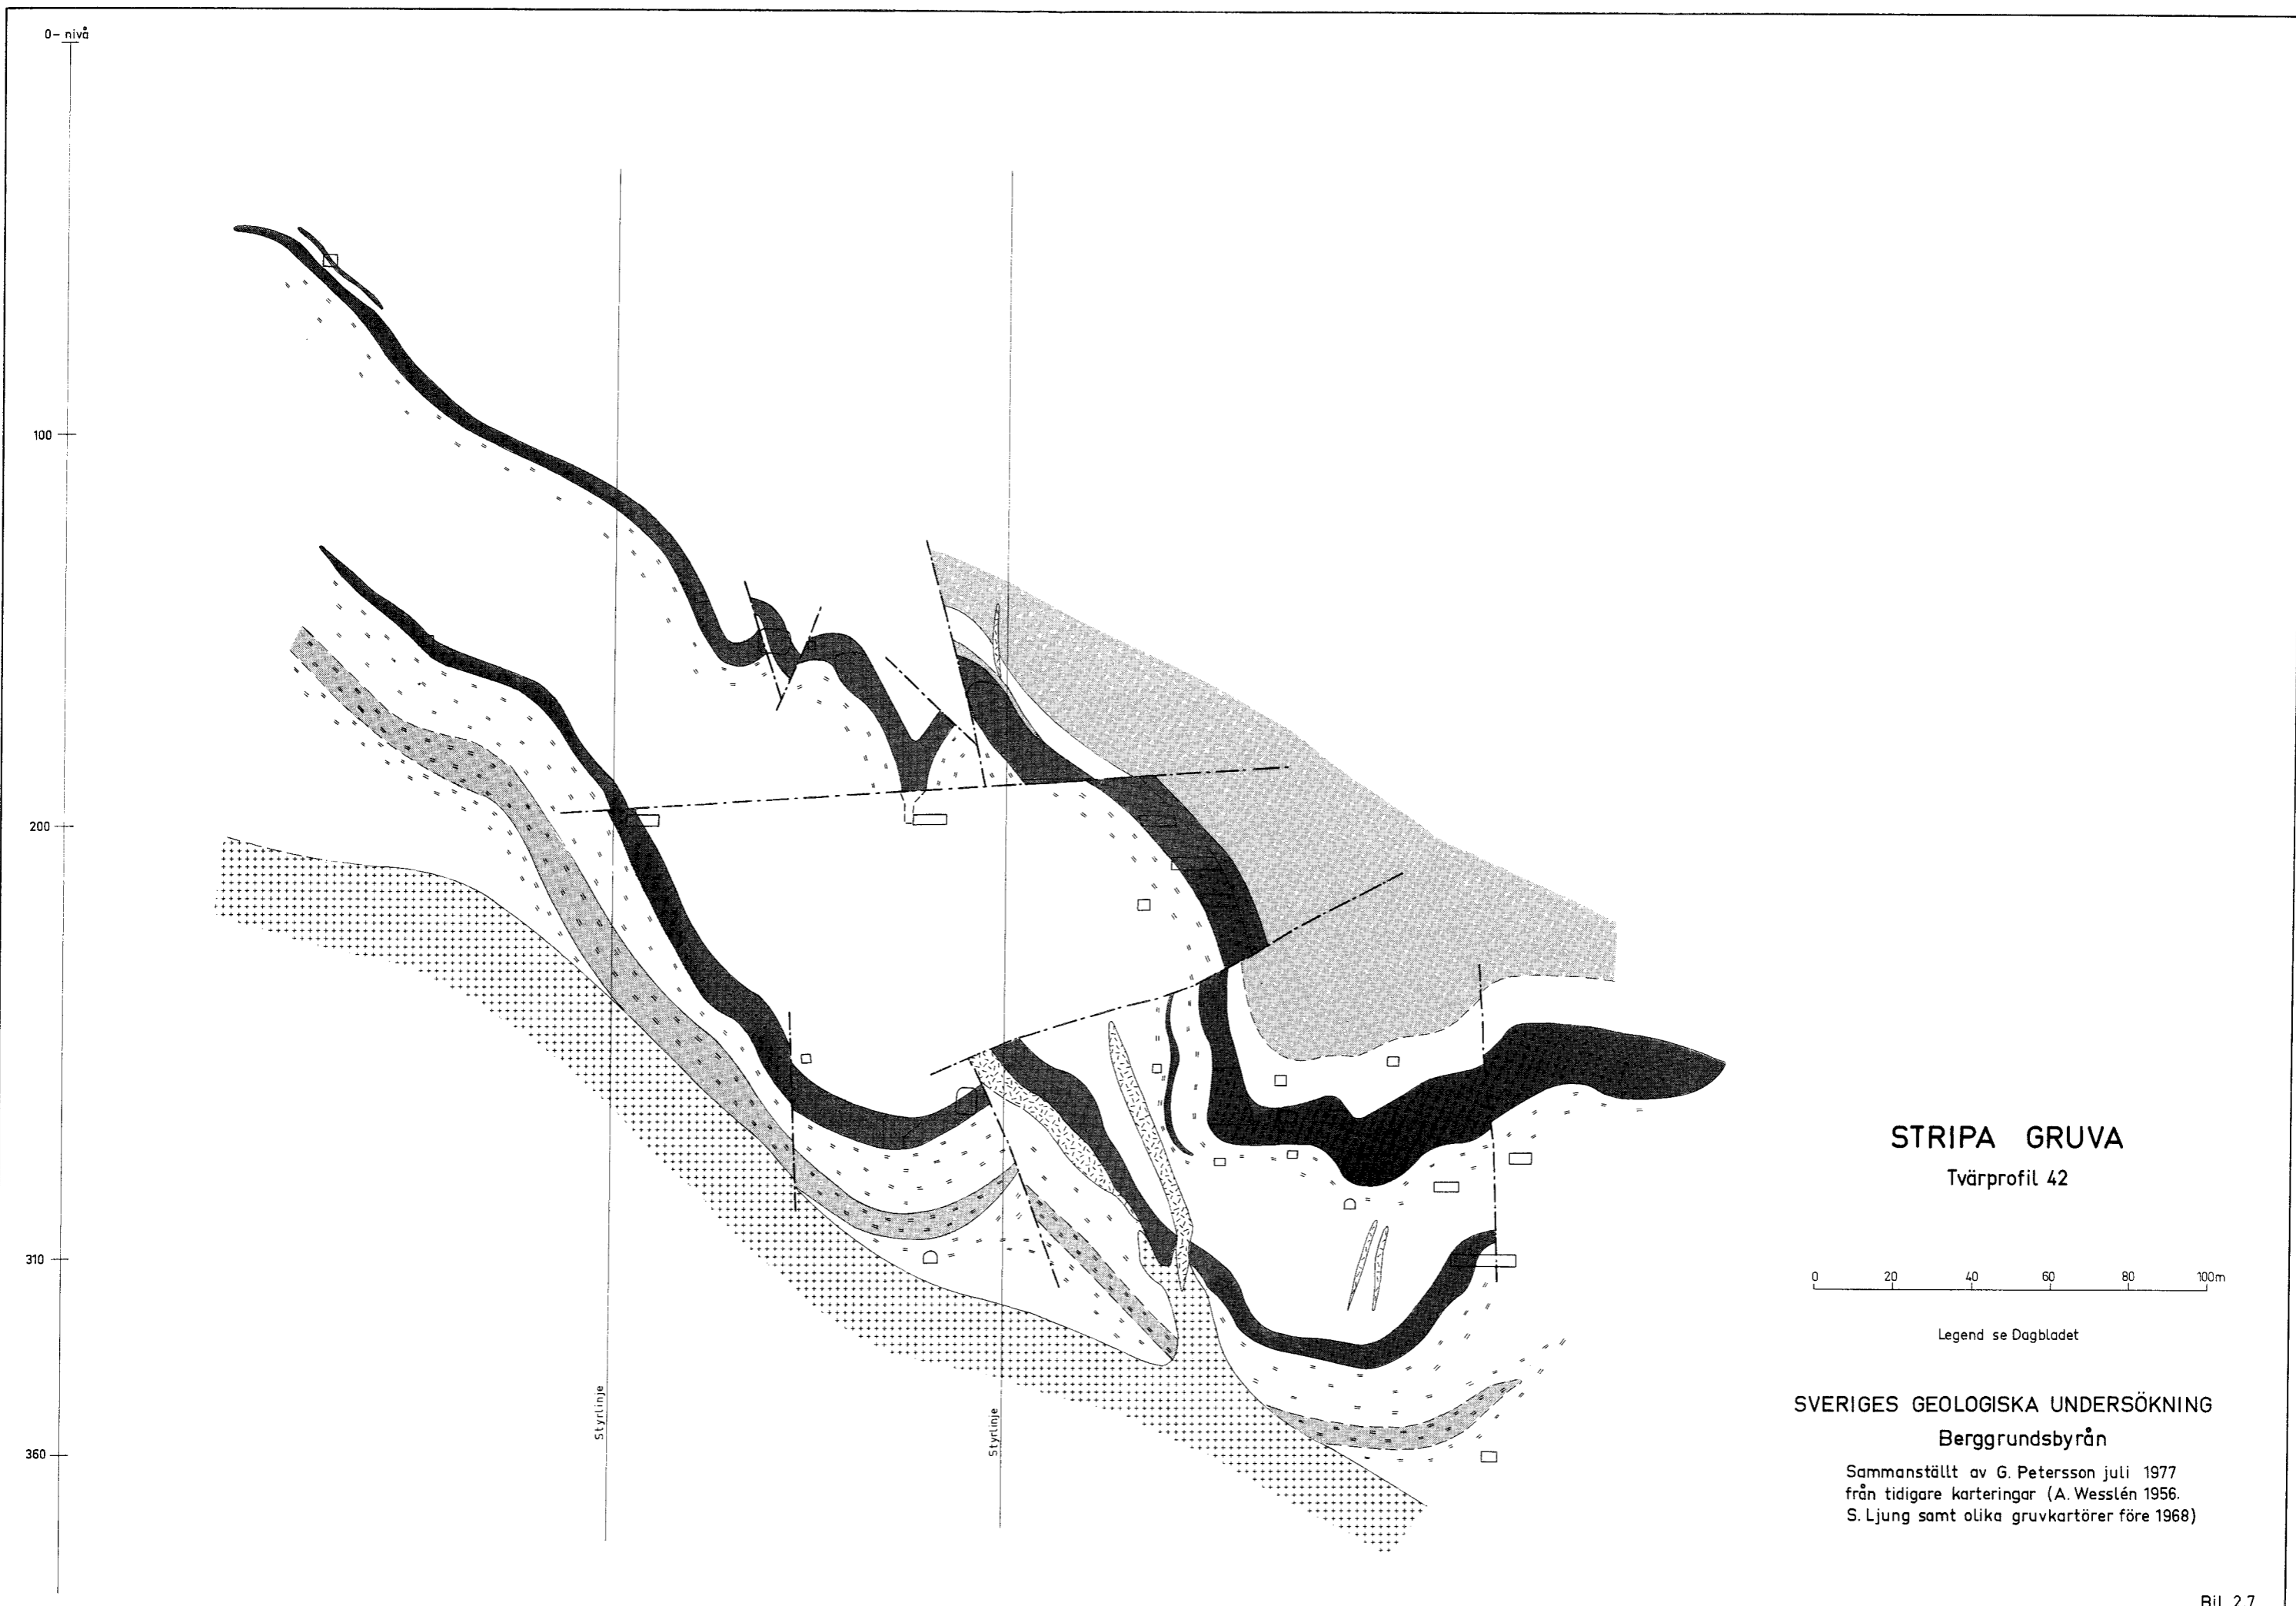 0- nivå
100
200
310
360
Styrlinje
Styrlinje
STRIPA GRUVA
Tvärprofil 42
0 20 40 60 80 100m
Legend se Dagbladet
SVERIGES GEOLOGISKA UNDERSÖKNING
Berggrundsbyrån
Sammanställt av G. Petersson juli 1977
från tidigare karteringar (A. Wesslén 1956.
S. Ljung samt olika gruvkartörer före 1968)
Bil 2.7